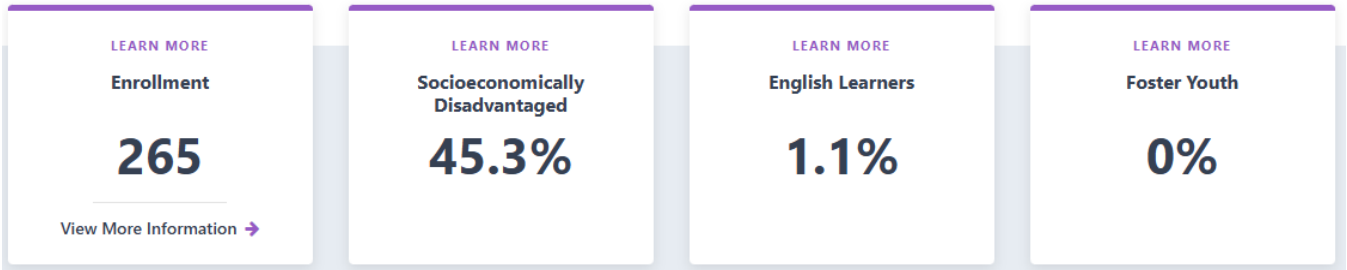 LEARN MORE
Enrollment
265
View More Information
LEARN MORE
Socioeconomically
Disadvantaged
45.3%
LEARN MORE
English Learners
1.1%
LEARN MORE
Foster Youth
0%